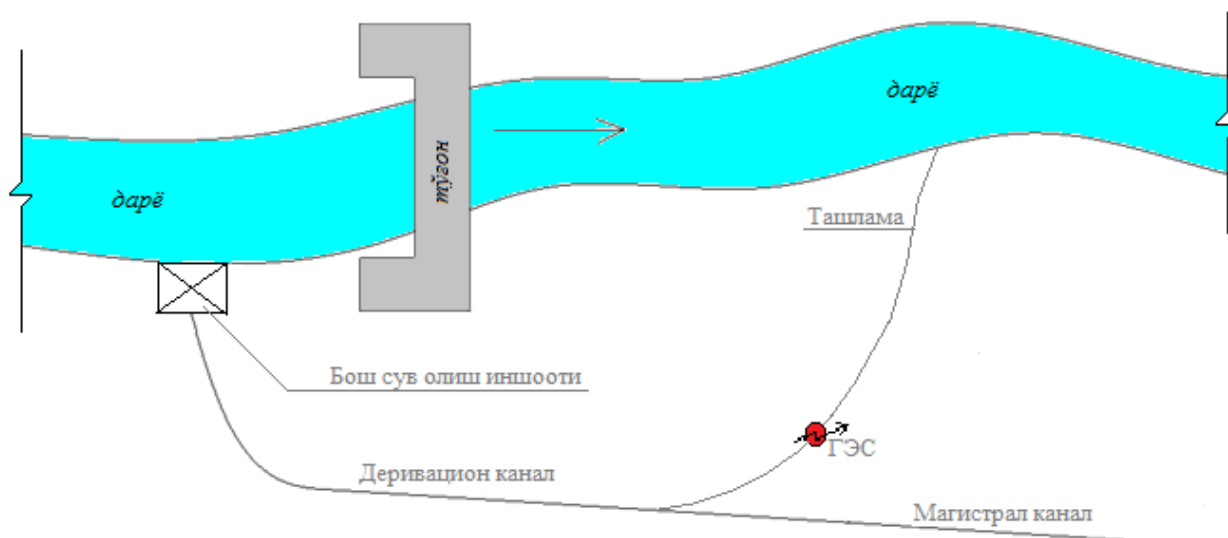 дарё
дарё
тўғон
Ташлама
Бош сув олиш иншооти
ГЭС
Деривацион канал
Магистрал канал